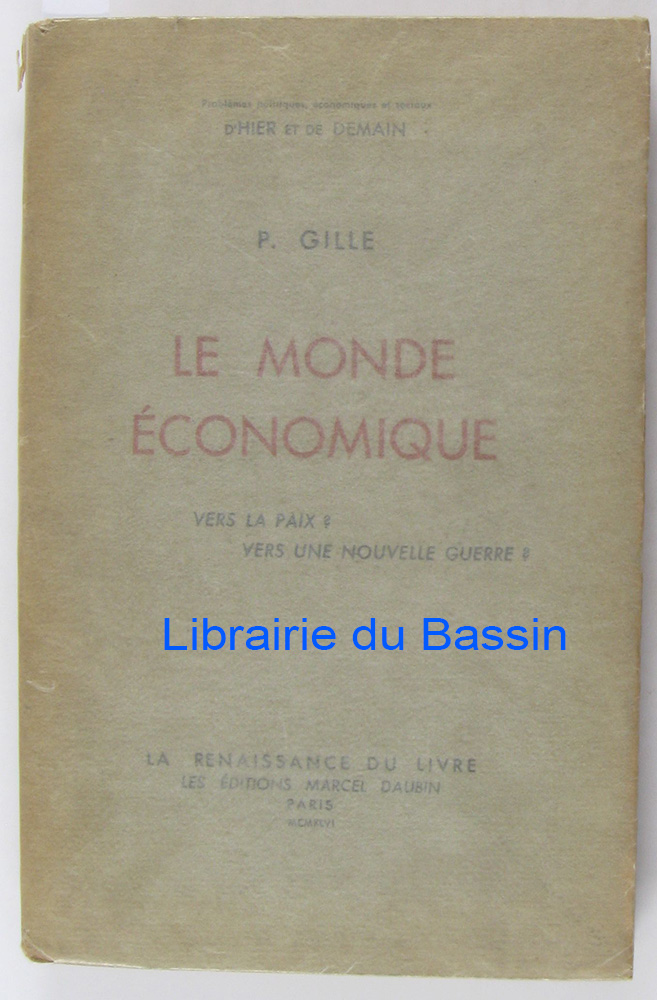 Problèmes politiques, économiques et sociaux
D'HIER ET DE DEMAIN
P. GILLE
LE MONDE
ÉCONOMIQUE
VERS LA PAIX ?
VERS UNE NOUVELLE GUERRE ?
Librairie du Bassin
LA RENAISSANCE DU LIVRE
LES ÉDITIONS MARCEL DAUBIN
PARIS
MCMXLVI